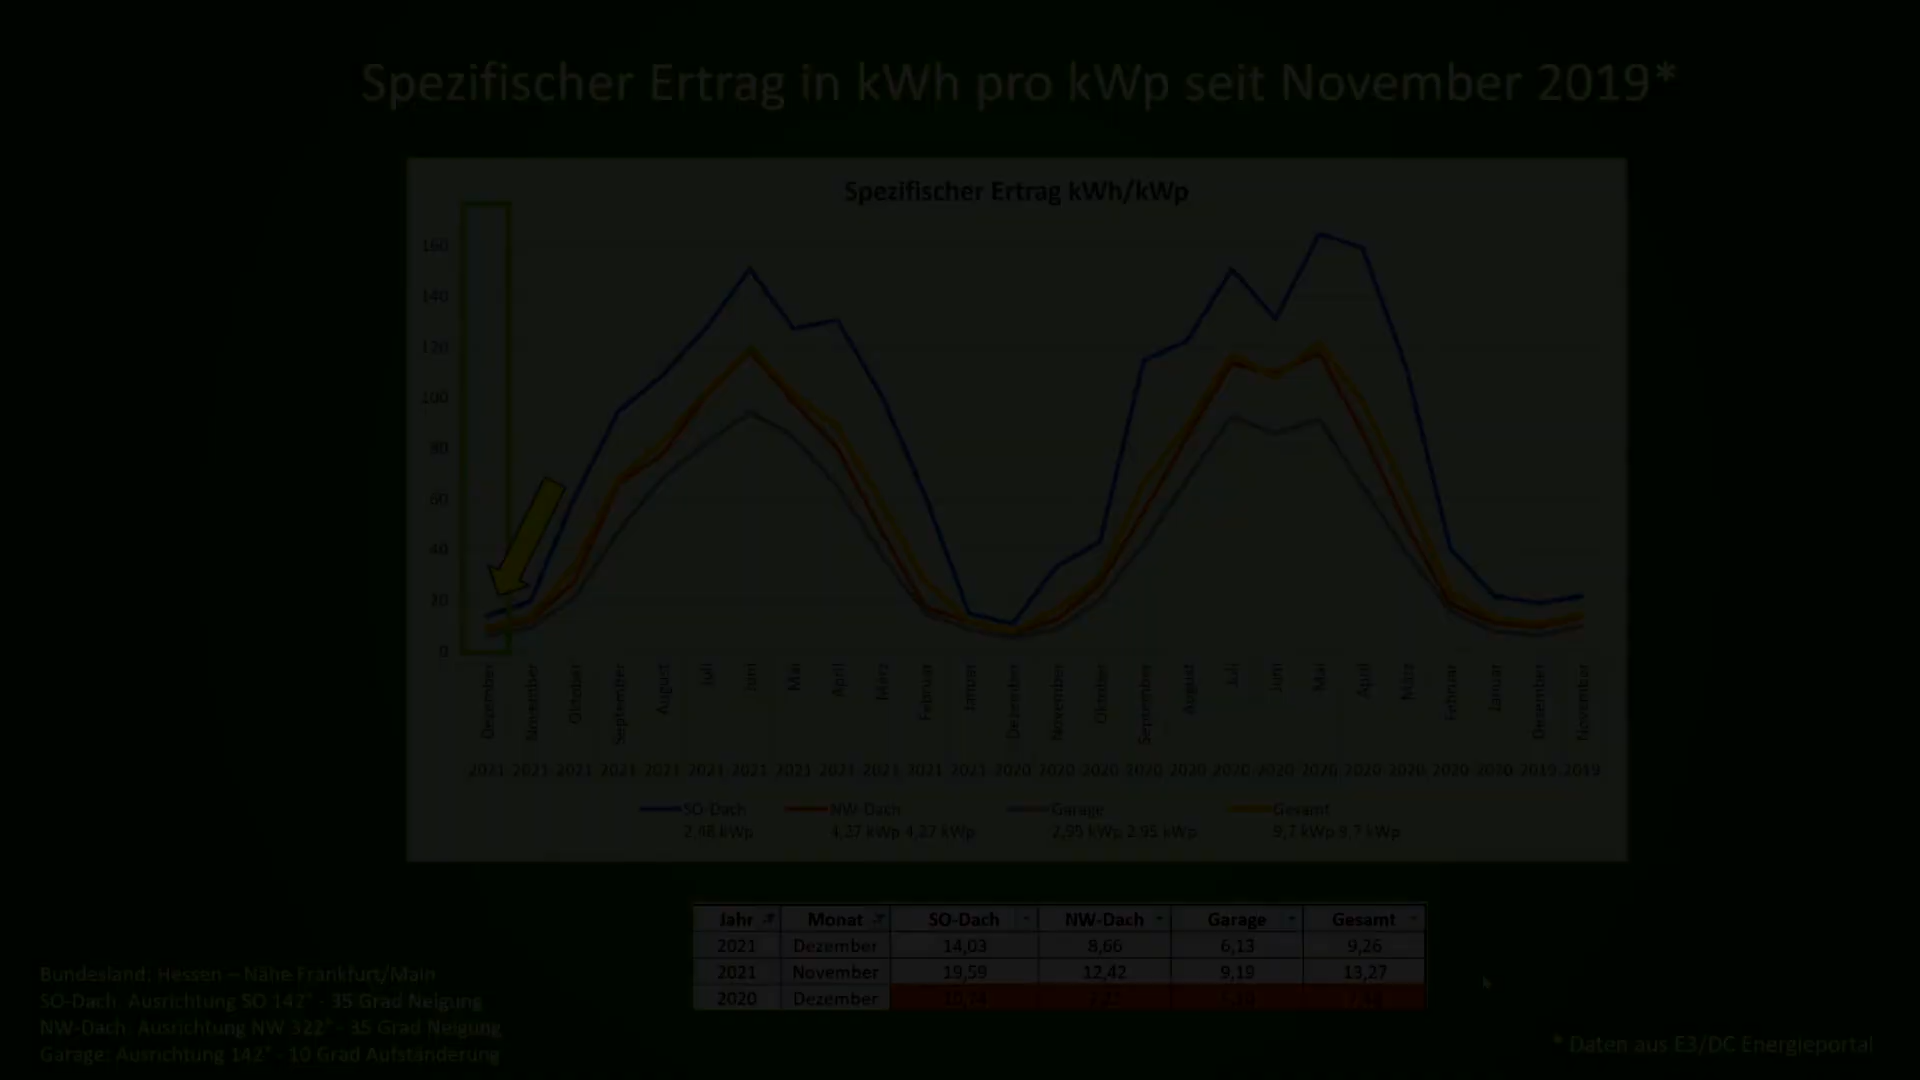 Spezifischer Ertrag in kWh pro kWp seit November 2019*
Spezifischer Ertrag kWh/kWp
160
140
120
100
80
60
40
20
0
Dezember November Oktober September August Juli Juni Mai April März Februar Januar Dezember November Oktober September August Juli Juni Mai April März Februar Januar Dezember November
2021 2021 2021 2021 2021 2021 2021 2021 2021 2021 2021 2021 2020 2020 2020 2020 2020 2020 2020 2020 2020 2020 2020 2020 2019 2019
SO-Dach NW-Dach Garage Gesamt
2,48 kWp 4,27 kWp 4,27 kWp 2,95 kWp 2,95 kWp 9,7 kWp 9,7 kWp
Jahr Monat SO-Dach NW-Dach Garage Gesamt
2021 Dezember 14,03 8,66 6,13 9,26
2021 November 19,59 12,42 9,19 13,27
2020 Dezember
Bundesland: Hessen – Nähe Frankfurt/Main
SO-Dach: Ausrichtung SO 142° - 35 Grad Neigung
NW-Dach: Ausrichtung NW 322° - 35 Grad Neigung
Garage: Ausrichtung 142° - 10 Grad Aufständerung
* Daten aus E3/DC Energieportal